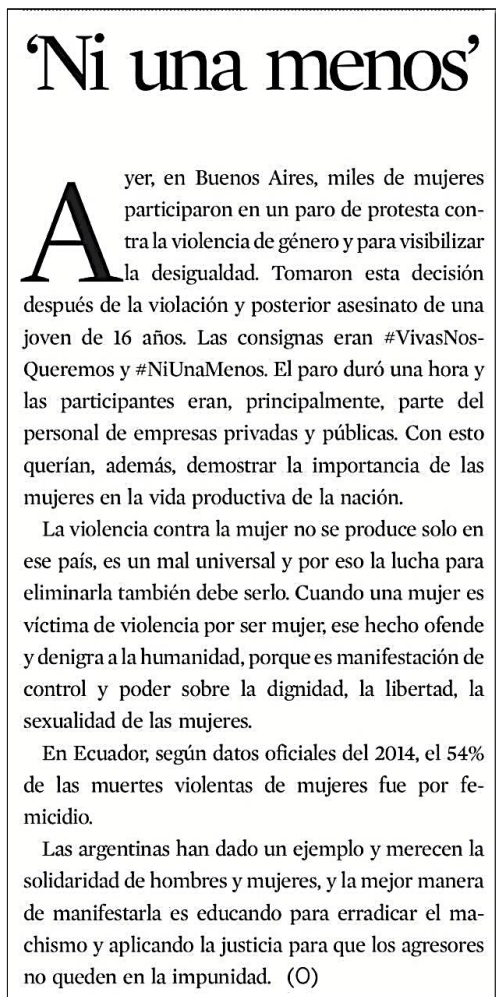 ‘Ni una menos’
Ayer, en Buenos Aires, miles de mujeres
participaron en un paro de protesta con-
tra la violencia de género y para visibilizar
la desigualdad. Tomaron esta decisión
después de la violación y posterior asesinato de una
joven de 16 años. Las consignas eran #VivasNos-
Queremos y #NiUnaMenos. El paro duró una hora y
las participantes eran, principalmente, parte del
personal de empresas privadas y públicas. Con esto
querían, además, demostrar la importancia de las
mujeres en la vida productiva de la nación.
La violencia contra la mujer no se produce solo en
ese país, es un mal universal y por eso la lucha para
eliminarla también debe serlo. Cuando una mujer es
víctima de violencia por ser mujer, ese hecho ofende
y denigra a la humanidad, porque es manifestación de
control y poder sobre la dignidad, la libertad, la
sexualidad de las mujeres.
En Ecuador, según datos oficiales del 2014, el 54%
de las muertes violentas de mujeres fue por fe-
micidio.
Las argentinas han dado un ejemplo y merecen la
solidaridad de hombres y mujeres, y la mejor manera
de manifestarla es educando para erradicar el ma-
chismo y aplicando la justicia para que los agresores
no queden en la impunidad. (O)